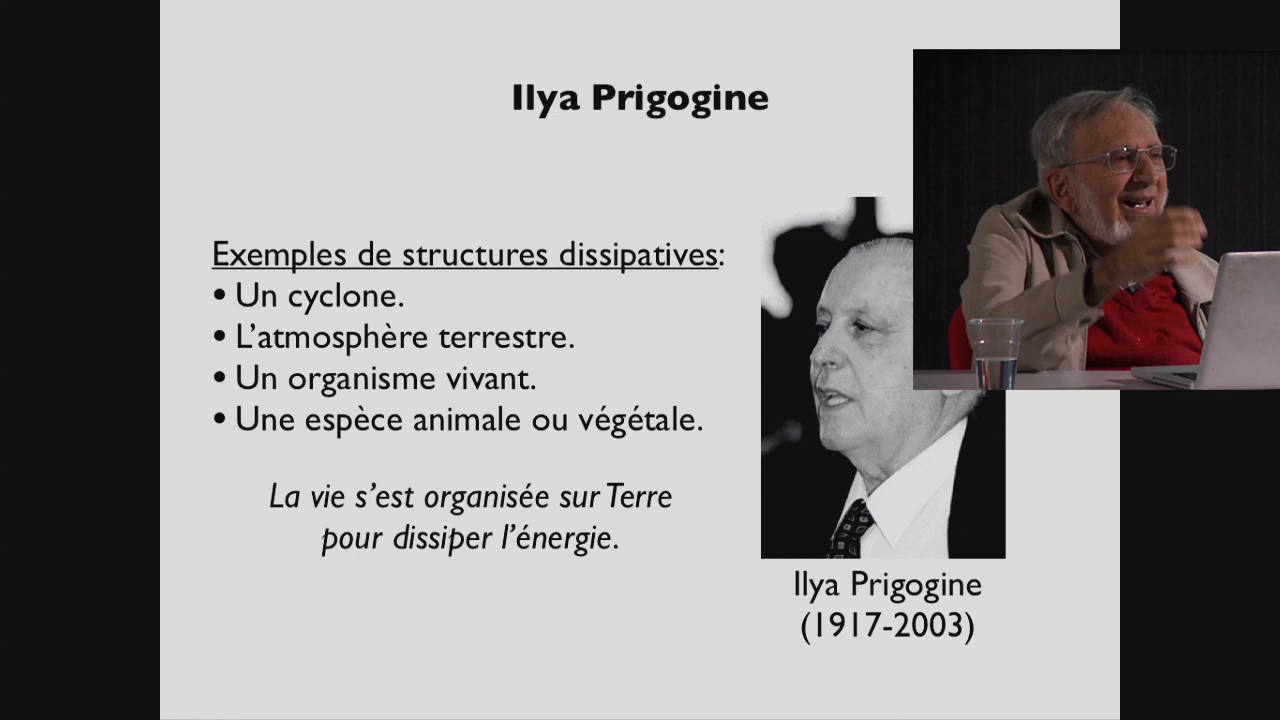 Ilya Prigogine
Exemples de structures dissipatives:
• Un cyclone.
• L’atmosphère terrestre.
• Un organisme vivant.
• Une espèce animale ou végétale.
La vie s’est organisée sur Terre
pour dissiper l’énergie.
Ilya Prigogine
(1917-2003)